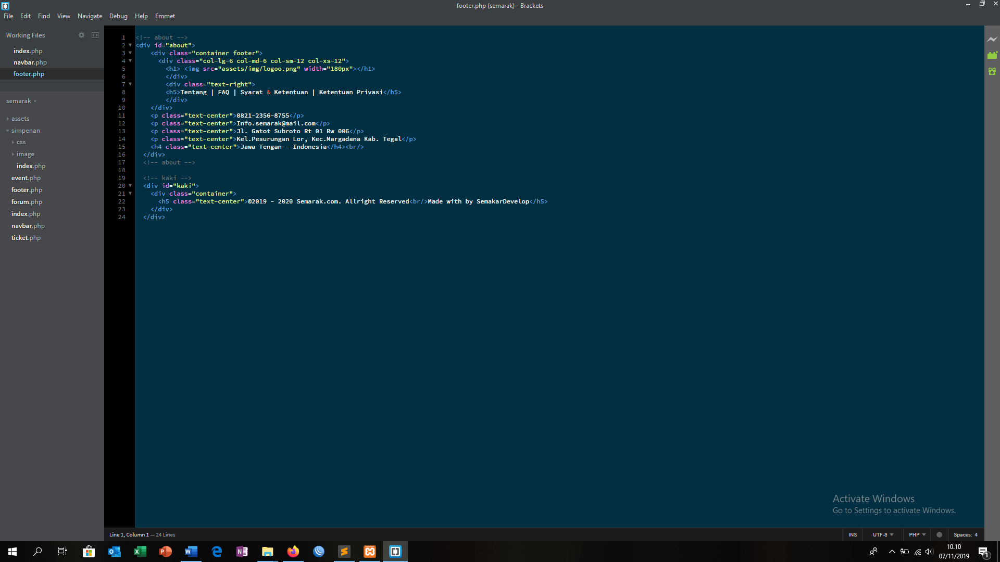 footer.php (semarak) - Brackets
File Edit Find View Navigate Debug Help Emmet
Working Files
index.php
navbar.php
footer.php
semarak
assets
simpenan
css
image
index.php
event.php
footer.php
forum.php
index.php
navbar.php
ticket.php
1 <!-- about -->
2 <div id="about">
3 <div class="container footer">
4 <div class="col-lg-6 col-md-6 col-sm-12 col-xs-12">
5 <h1> <img src="assets/img/logoo.png" width="180px"></h1>
6 </div>
7 <div class="text-right">
8 <h5>Tentang | FAQ | Syarat & Ketentuan | Ketentuan Privasi</h5>
9 </div>
10 </div>
11 <p class="text-center">0821-2356-8755</p>
12 <p class="text-center">Info.semarak@mail.com</p>
13 <p class="text-center">Jl. Gatot Subroto Rt 01 Rw 006</p>
14 <p class="text-center">Kel.Pesurungan Lor, Kec.Margadana Kab. Tegal</p>
15 <h4 class="text-center">Jawa Tengan - Indonesia</h4><br/>
16 </div>
17 <!-- about -->
18
19 <!-- kaki -->
20 <div id="kaki">
21 <div class="container">
22 <h5 class="text-center">©2019 - 2020 Semarak.com. Allright Reserved<br/>Made with by SemakarDevelop</h5>
23 </div>
24 </div>
Activate Windows
Go to Settings to activate Windows.
Line 1, Column 1 — 24 Lines
INS UTF-8 PHP Spaces: 4
10.10
07/11/2019
1